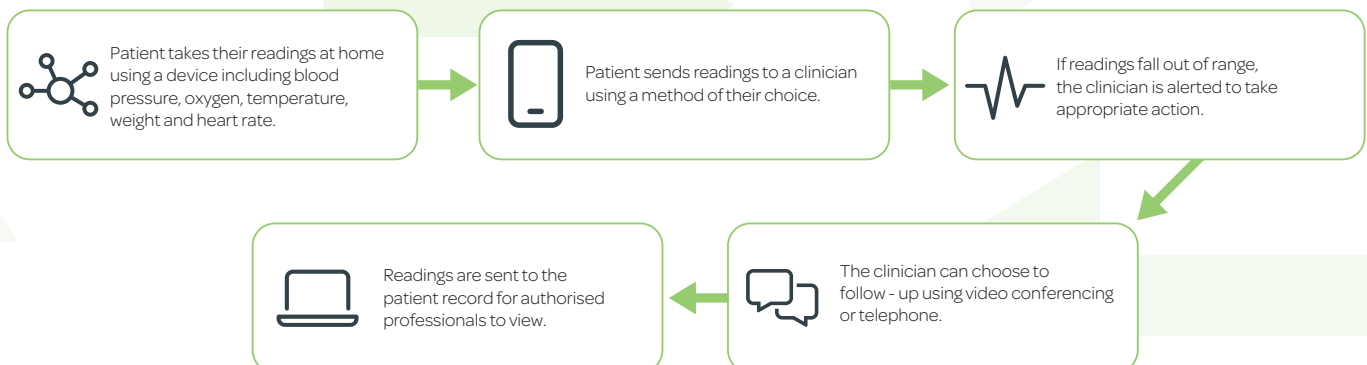 Patient takes their readings at home
using a device including blood
pressure, oxygen, temperature,
weight and heart rate.
Patient sends readings to a clinician
using a method of their choice.
If readings fall out of range,
the clinician is alerted to take
appropriate action.
The clinician can choose to
follow - up using video conferencing
or telephone.
Readings are sent to the
patient record for authorised
professionals to view.